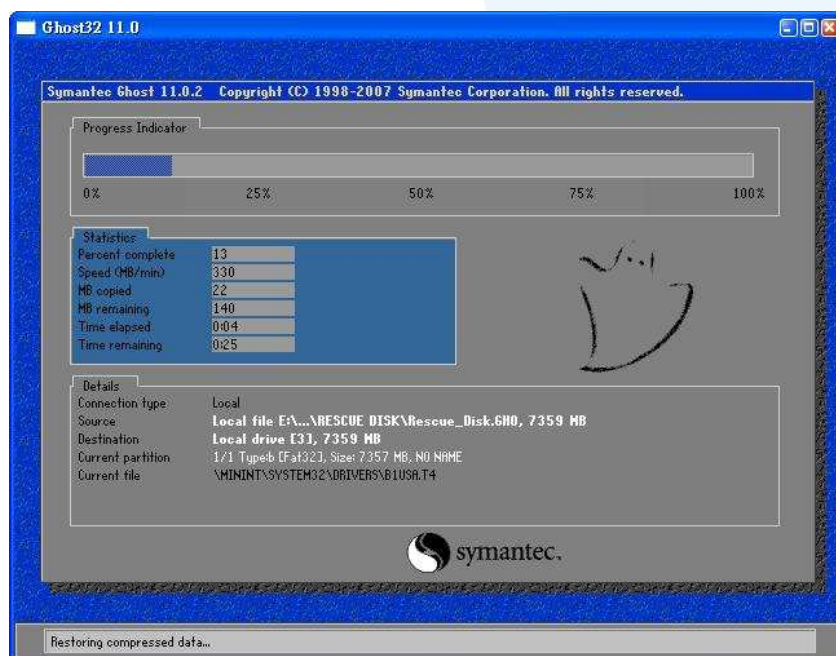 Ghost32 11.0
Symantec Ghost 11.0.2 Copyright (C) 1998-2007 Symantec Corporation. All rights reserved.
Progress Indicator
0% 25% 50% 75% 100%
Statistics
Percent complete 13
Speed (MB/min) 330
MB copied 22
MB remaining 140
Time elapsed 0:04
Time remaining 0:25
Details
Connection type Local
Source Local file E:\...\RESCUE DISK\Rescue_Disk.GHO, 7359 MB
Destination Local drive [3], 7359 MB
Current partition 1/1 Type:b [Fat32], Size: 7357 MB, NO NAME
Current file \MININT\SYSTEM32\DRIVERS\B1USA.T4
symantec.
Restoring compressed data...